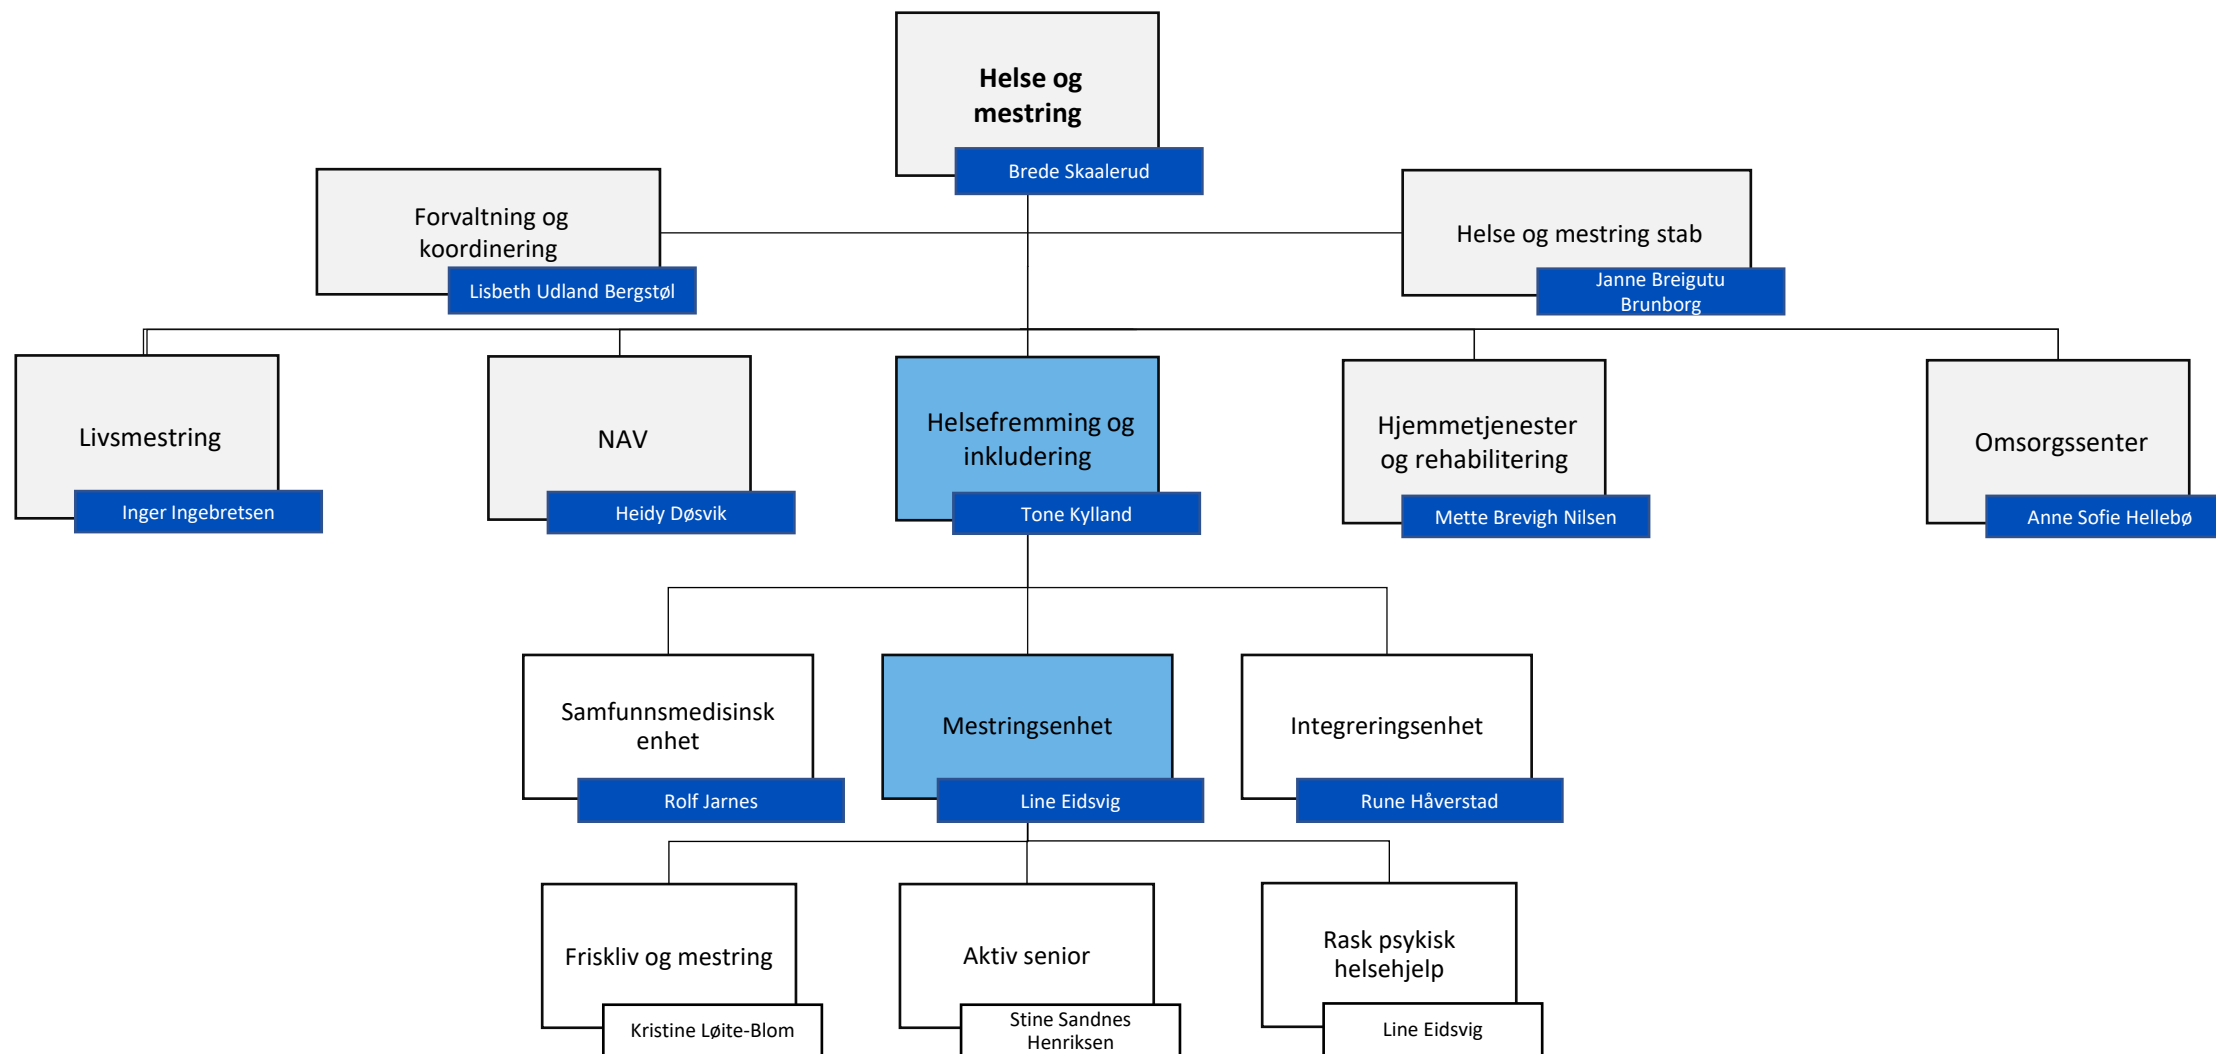 Helse og
mestring
Brede Skaalerud
Forvaltning og
koordinering
Lisbeth Udland Bergstøl
Helse og mestring stab
Janne Breigutu
Brunborg
Livsmestring
Inger Ingebretsen
NAV
Heidy Døsvik
Helsefremming og
inkludering
Tone Kylland
Hjemmetjenester
og rehabilitering
Mette Brevigh Nilsen
Omsorgssenter
Anne Sofie Hellebø
Samfunnsmedisinsk
enhet
Rolf Jarnes
Mestringsenhet
Line Eidsvig
Integreringsenhet
Rune Håverstad
Friskliv og mestring
Kristine Løite-Blom
Aktiv senior
Stine Sandnes
Henriksen
Rask psykisk
helsehjelp
Line Eidsvig